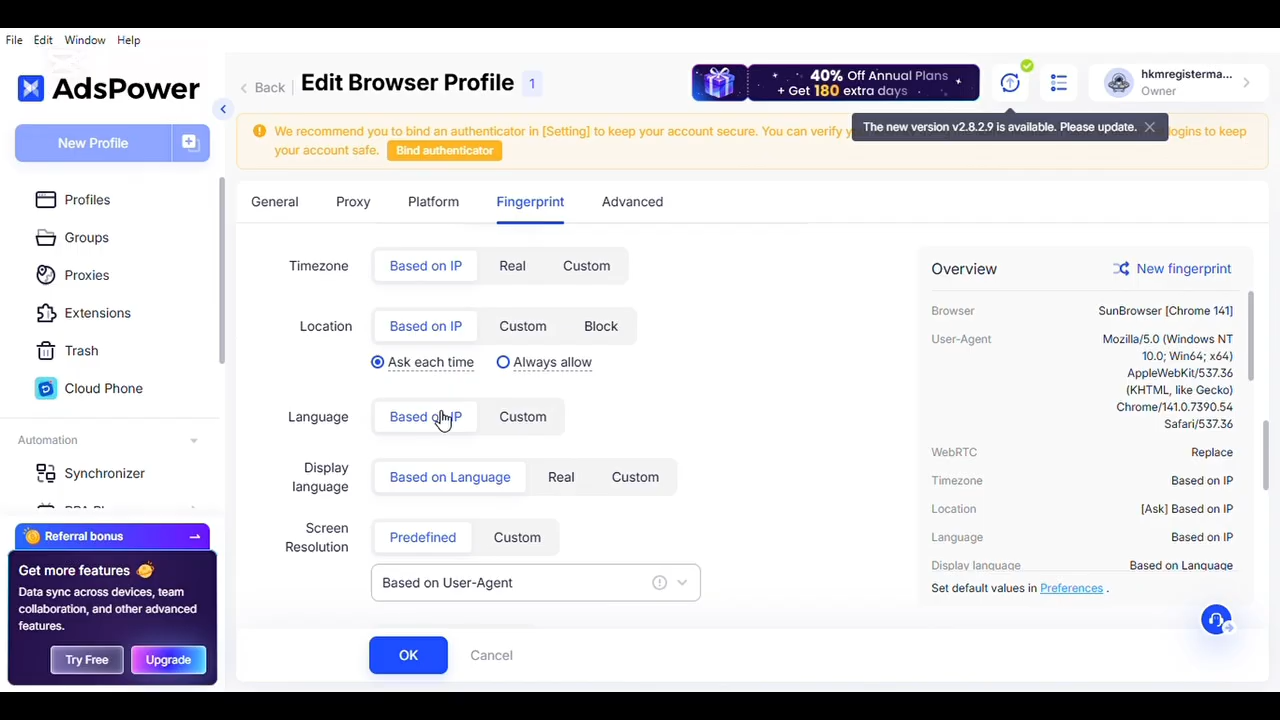 File Edit Window Help
AdsPower
New Profile
Profiles
Groups
Proxies
Extensions
Trash
Cloud Phone
Automation
Synchronizer
Referral bonus
Get more features
Data sync across devices, team
collaboration, and other advanced
features.
Try Free Upgrade
Back Edit Browser Profile 1
40% Off Annual Plans
+ Get 180 extra days
hkmregisterma...
Owner
The new version v2.8.2.9 is available. Please update.
We recommend you to bind an authenticator in [Setting] to keep your account secure. You can verify logins to keep
your account safe. Bind authenticator
General Proxy Platform Fingerprint Advanced
Timezone Based on IP Real Custom
Location Based on IP Custom Block
Ask each time Always allow
Language Based on IP Custom
Display
language Based on Language Real Custom
Screen
Resolution Predefined Custom
Based on User-Agent
OK Cancel
Overview New fingerprint
Browser SunBrowser [Chrome 141]
User-Agent Mozilla/5.0 (Windows NT
10.0; Win64; x64)
AppleWebKit/537.36
(KHTML, like Gecko)
Chrome/141.0.7390.54
Safari/537.36
WebRTC Replace
Timezone Based on IP
Location [Ask] Based on IP
Language Based on IP
Display language Based on Language
Set default values in Preferences .